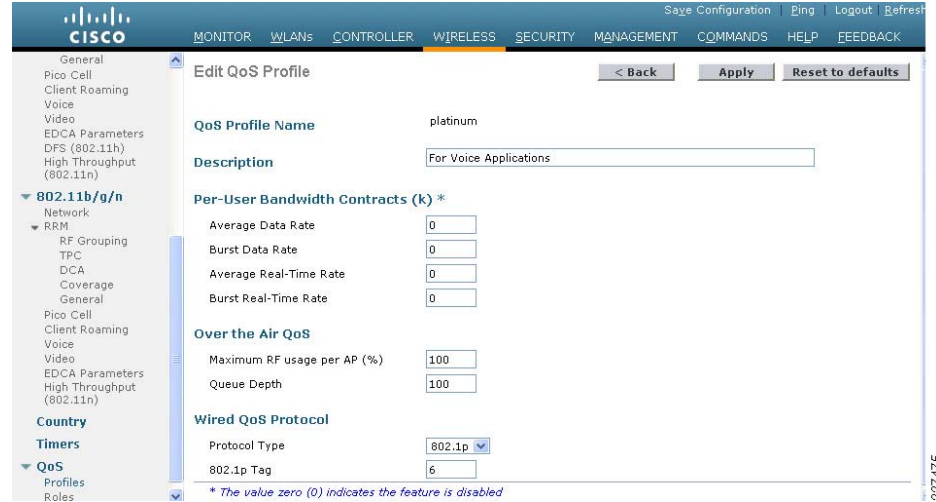 Save Configuration | Ping | Logout | Refresh
CISCO
MONITOR WLANs CONTROLLER WIRELESS SECURITY MANAGEMENT COMMANDS HELP FEEDBACK
General
Pico Cell
Client Roaming
Voice
Video
EDCA Parameters
DFS (802.11h)
High Throughput
(802.11n)
802.11b/g/n
Network
RRM
RF Grouping
TPC
DCA
Coverage
General
Pico Cell
Client Roaming
Voice
Video
EDCA Parameters
High Throughput
(802.11n)
Country
Timers
QoS
Profiles
Roles
Edit QoS Profile
< Back
Apply
Reset to defaults
QoS Profile Name platinum
Description For Voice Applications
Per-User Bandwidth Contracts (k) *
Average Data Rate 0
Burst Data Rate 0
Average Real-Time Rate 0
Burst Real-Time Rate 0
Over the Air QoS
Maximum RF usage per AP (%) 100
Queue Depth 100
Wired QoS Protocol
Protocol Type 802.1p
802.1p Tag 6
* The value zero (0) indicates the feature is disabled